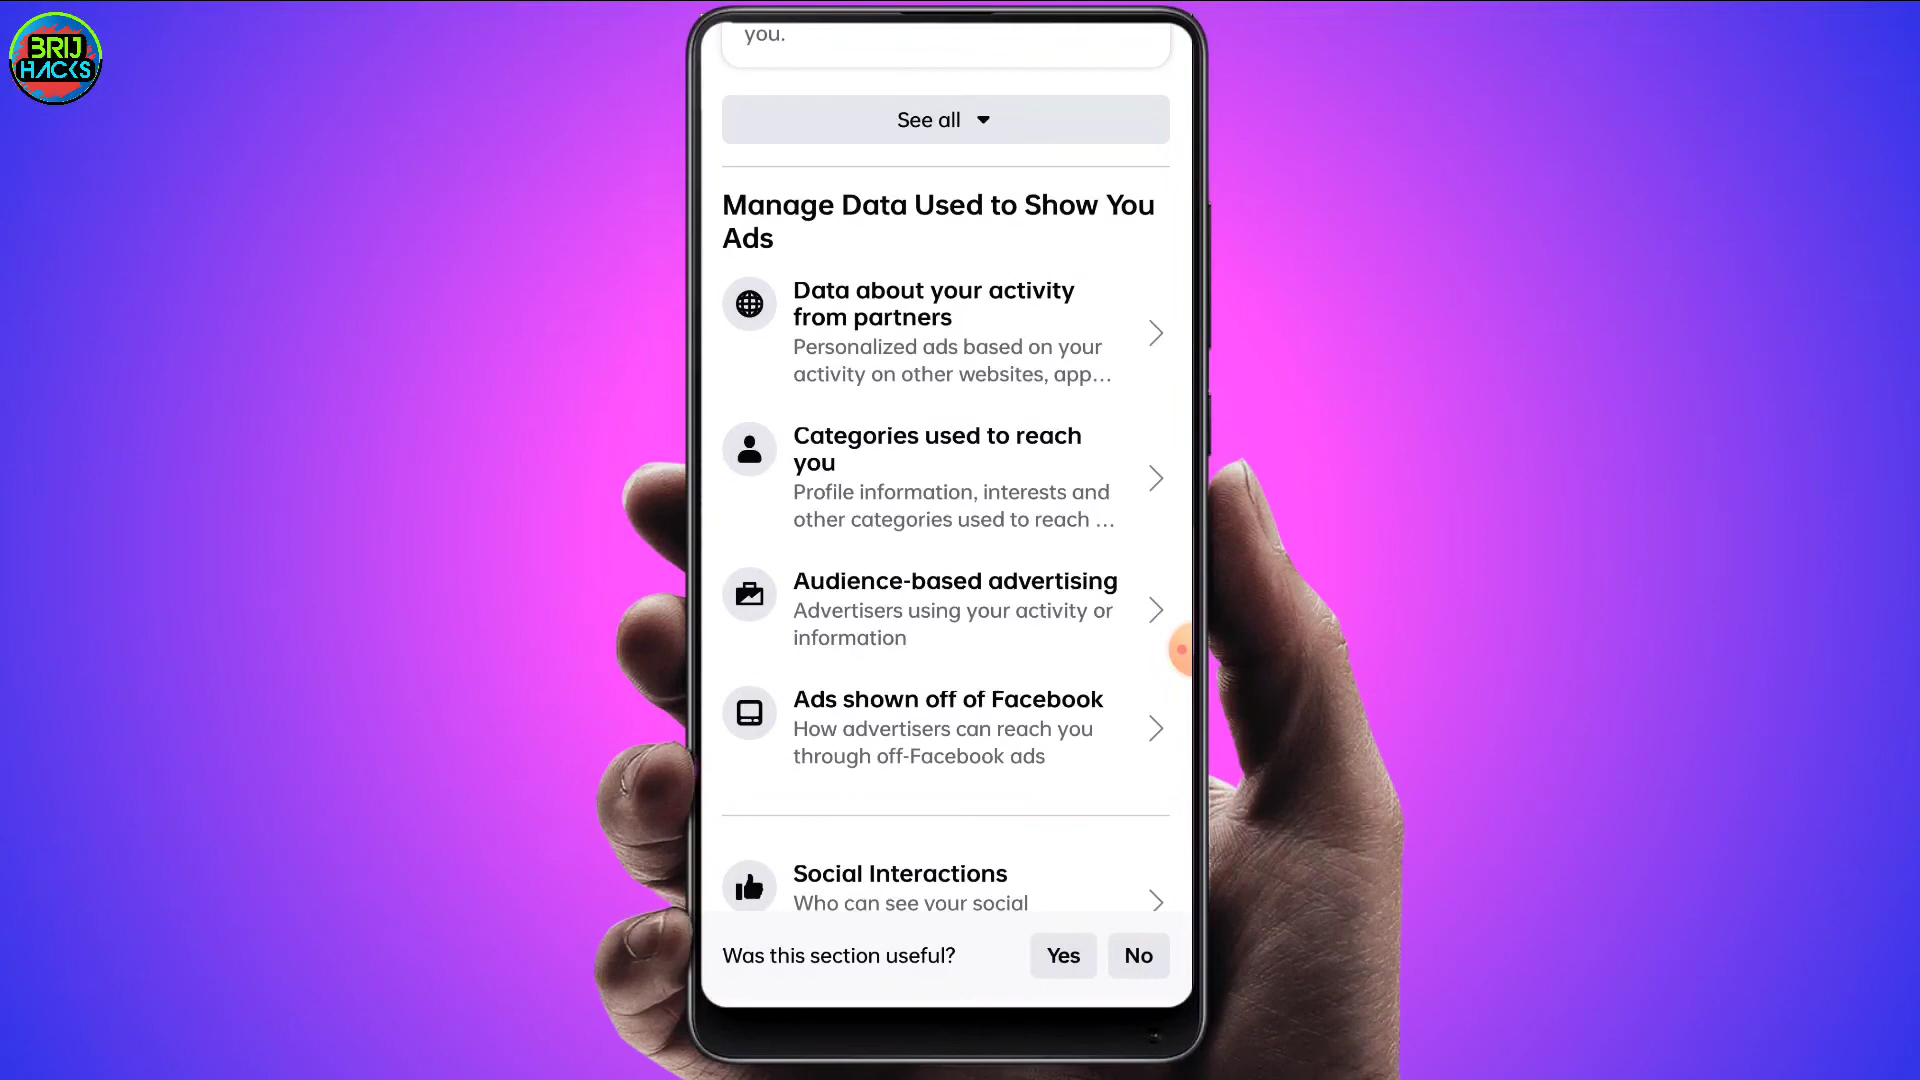 BRIJ
HACKS
you.
See all
Manage Data Used to Show You
Ads
Data about your activity
from partners
Personalized ads based on your
activity on other websites, app...
Categories used to reach
you
Profile information, interests and
other categories used to reach ...
Audience-based advertising
Advertisers using your activity or
information
Ads shown off of Facebook
How advertisers can reach you
through off-Facebook ads
Social Interactions
Who can see your social
Was this section useful?
Yes
No